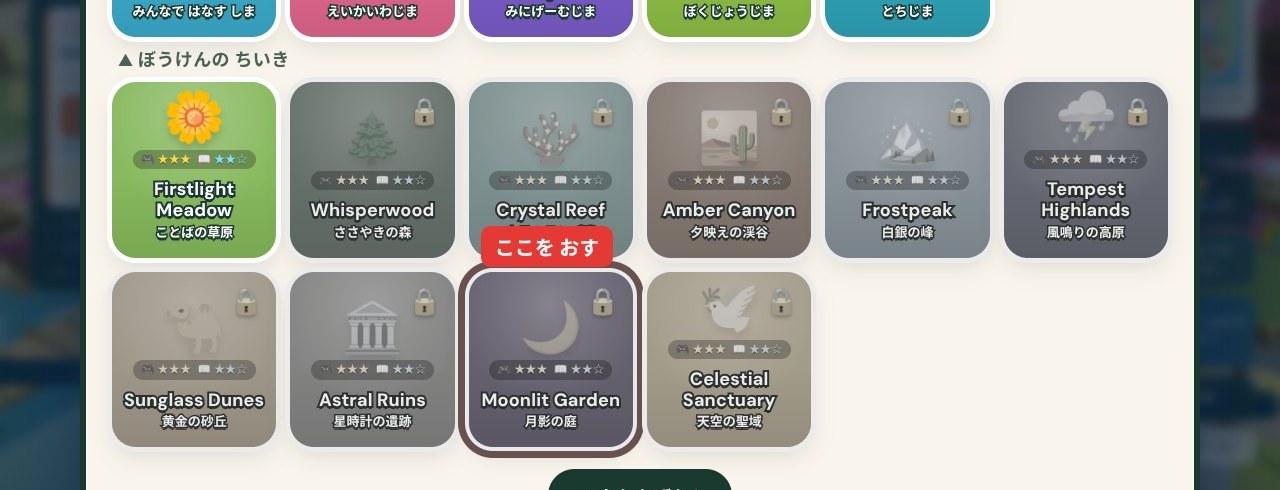 みんなで はなす しま
えいかいわじま
みにげーむじま
ぼくじょうじま
とちじま
▲ ぼうけんの ちいき
★★★ ★★☆
Firstlight
Meadow
ことばの草原
★★★ ★★☆
Whisperwood
ささやきの森
★★★ ★★☆
Crystal Reef
★★★ ★★☆
Amber Canyon
夕映えの渓谷
★★★ ★★☆
Frostpeak
白銀の峰
★★★ ★★☆
Tempest
Highlands
風鳴りの高原
★★★ ★★☆
Sunglass Dunes
黄金の砂丘
★★★ ★★☆
Astral Ruins
星時計の遺跡
ここを おす
★★★ ★★☆
Moonlit Garden
月影の庭
★★★ ★★☆
Celestial
Sanctuary
天空の聖域